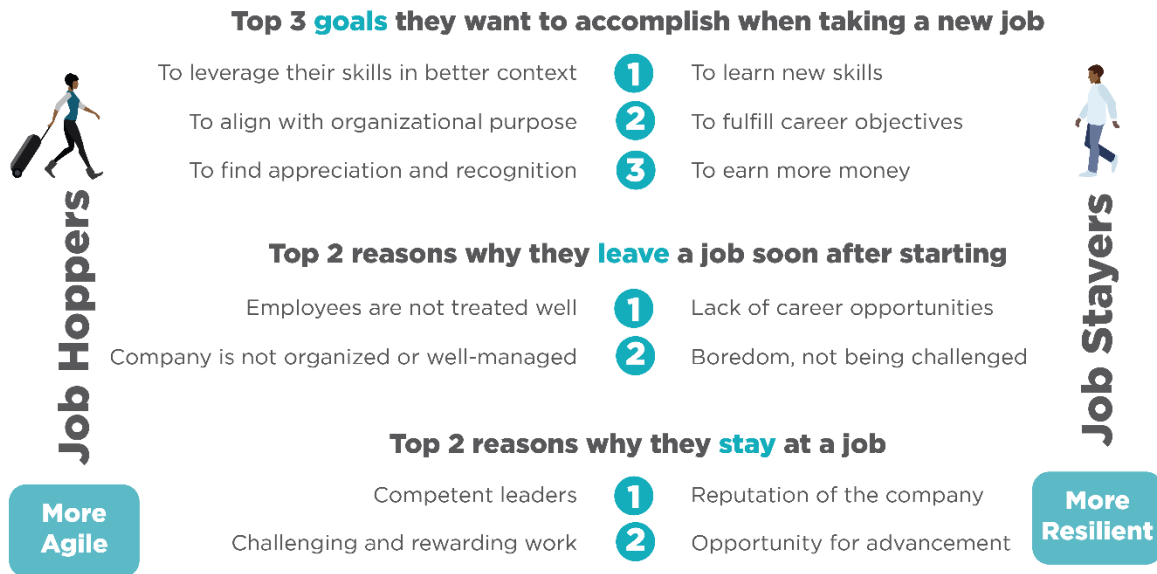 Top 3 goals they want to accomplish when taking a new job
To leverage their skills in better context 1 To learn new skills
To align with organizational purpose 2 To fulfill career objectives
To find appreciation and recognition 3 To earn more money
Job Hoppers
Job Stayers
Top 2 reasons why they leave a job soon after starting
Employees are not treated well 1 Lack of career opportunities
Company is not organized or well-managed 2 Boredom, not being challenged
Top 2 reasons why they stay at a job
Competent leaders 1 Reputation of the company
Challenging and rewarding work 2 Opportunity for advancement
More
Agile
More
Resilient